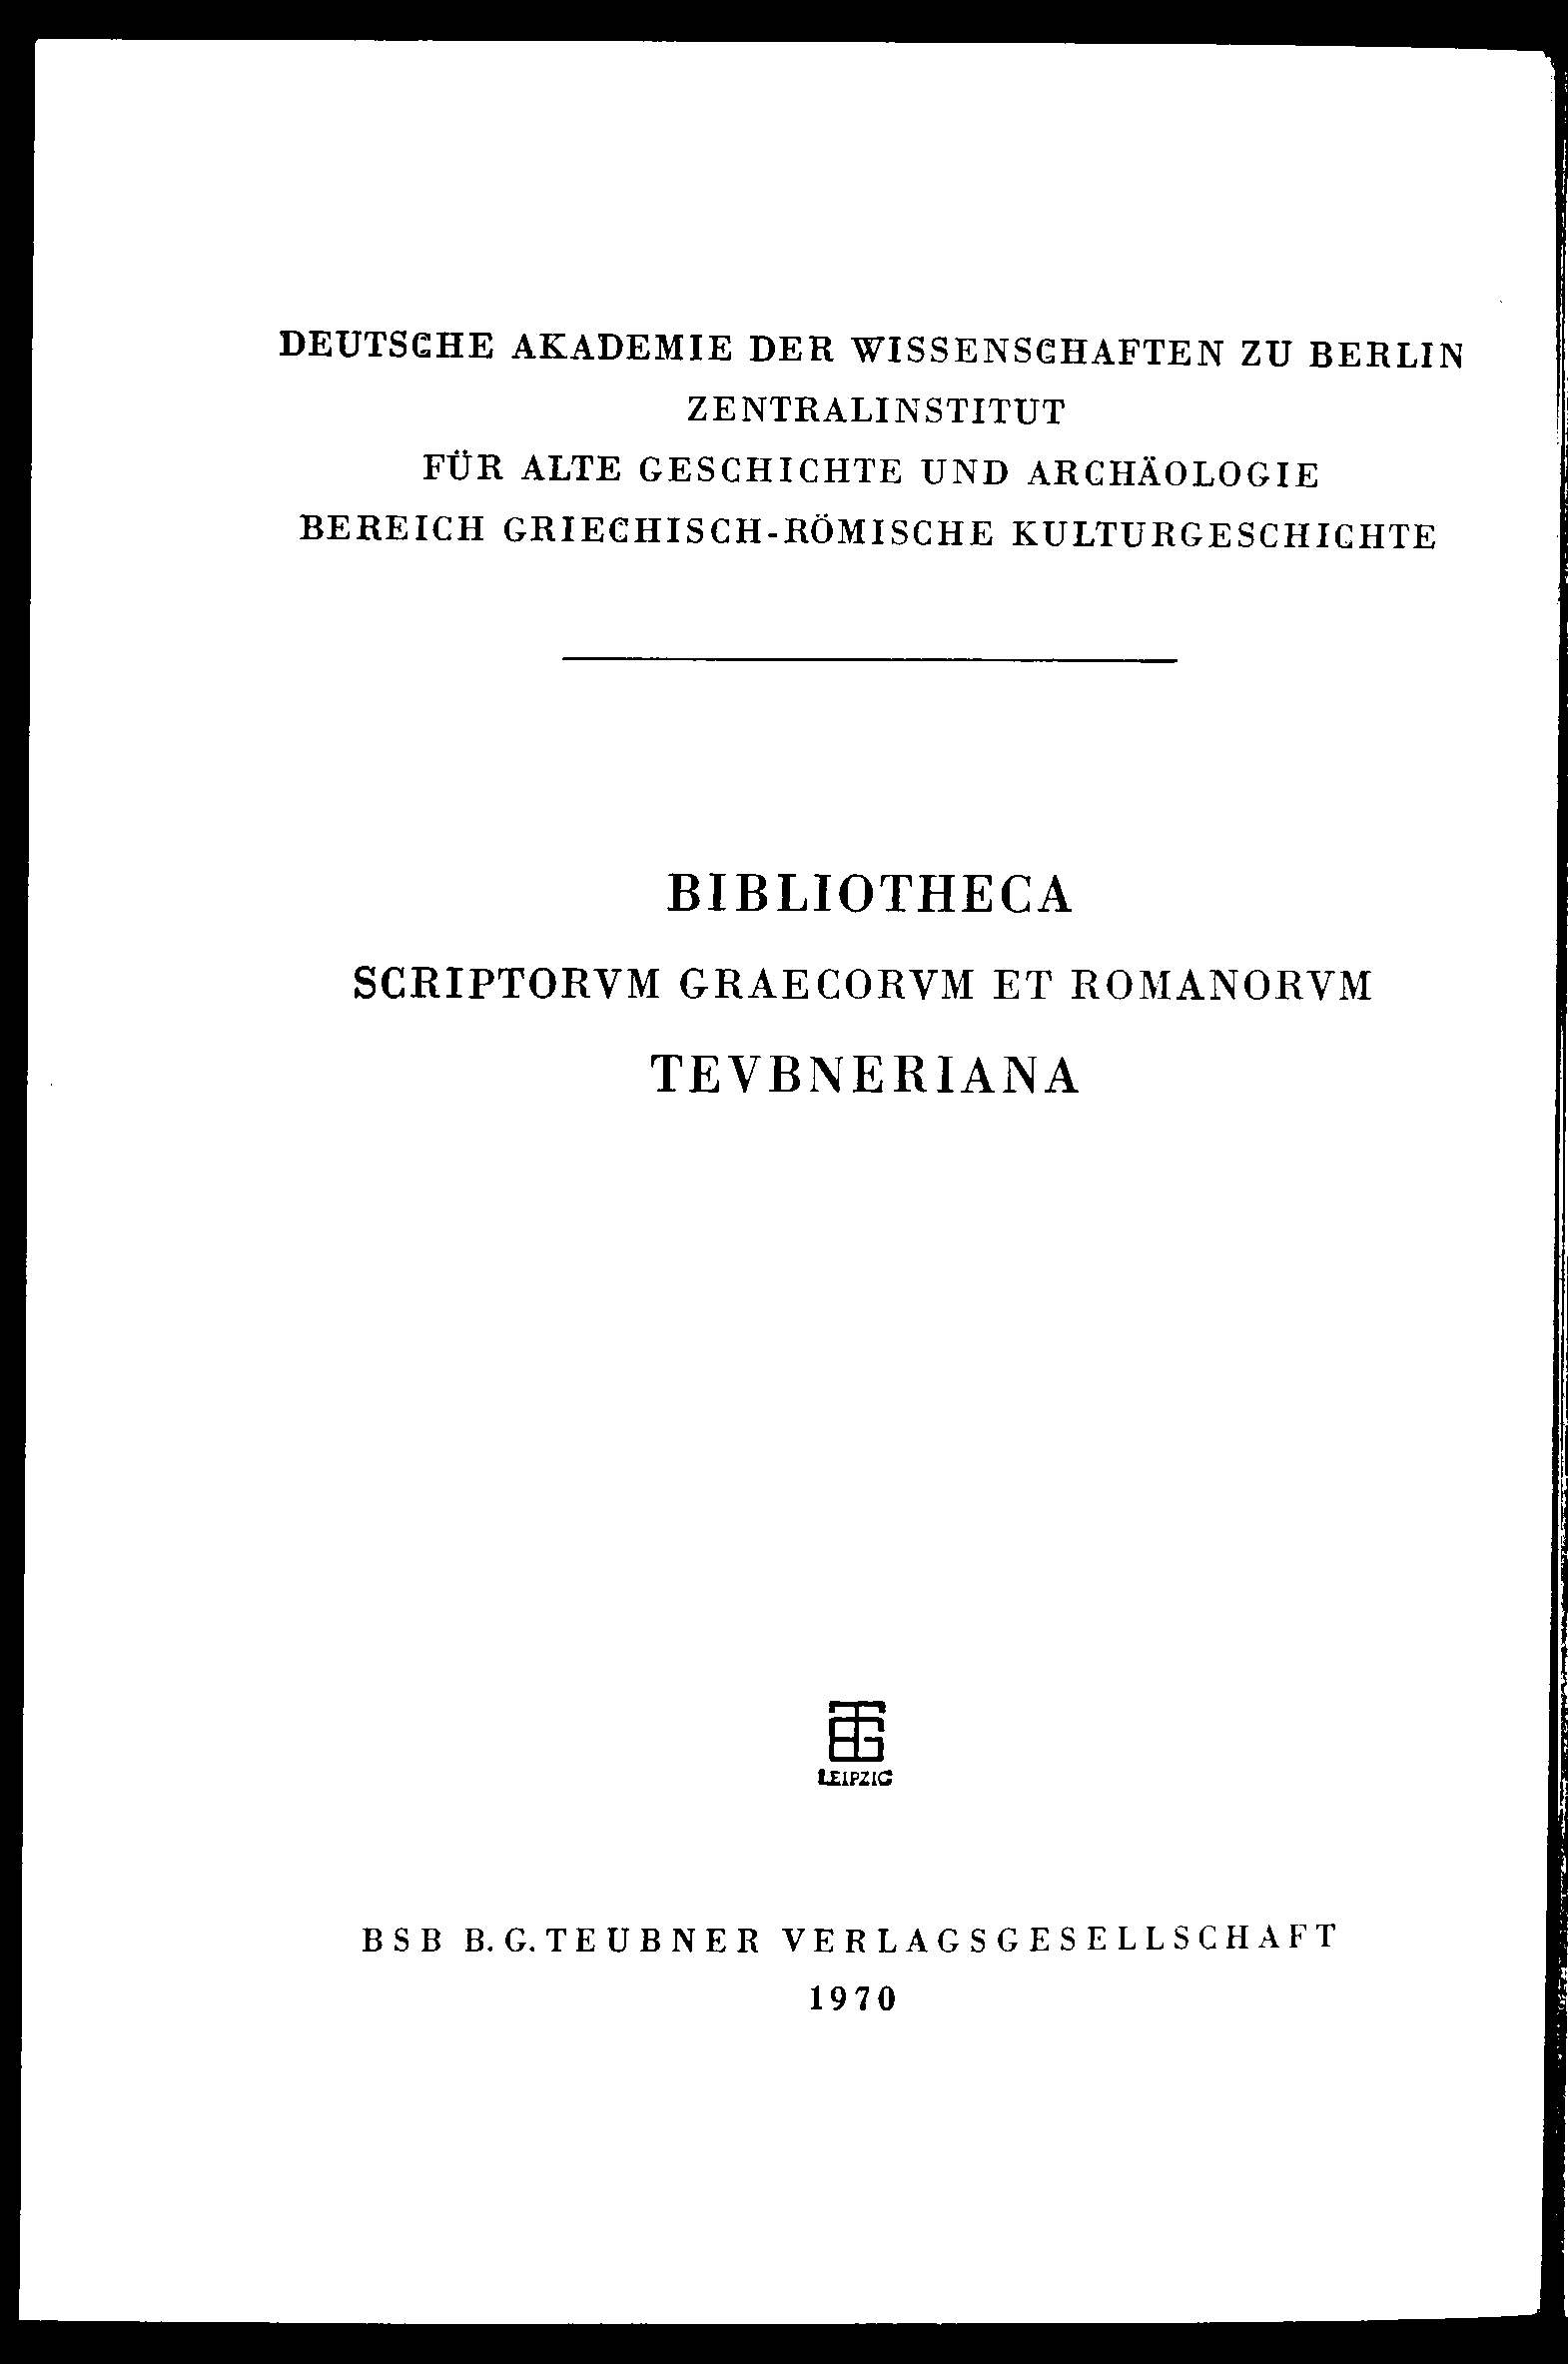 DEUTSCHE AKADEMIE DER WISSENSCHAFTEN ZU BERLIN
ZENTRALINSTITUT
FÜR ALTE GESCHICHTE UND ARCHÄOLOGIE
BEREICH GRIECHISCH-RÖMISCHE KULTURGESCHICHTE
BIBLIOTHECA
SCRIPTORVM GRAECORVM ET ROMANORVM
TEVBNERIANA
LEIPZIG
BSB B. G. TEUBNER VERLAGSGESELLSCHAFT
1970